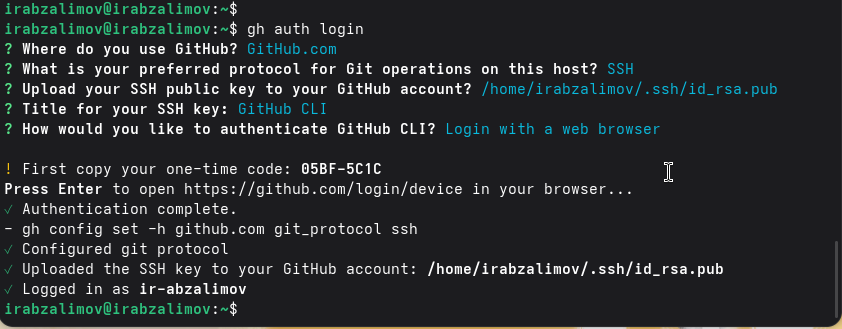 irabzalimov@irabzalimov:~$
irabzalimov@irabzalimov:~$ gh auth login
? Where do you use GitHub? GitHub.com
? What is your preferred protocol for Git operations on this host? SSH
? Upload your SSH public key to your GitHub account? /home/irabzalimov/.ssh/id_rsa.pub
? Title for your SSH key: GitHub CLI
? How would you like to authenticate GitHub CLI? Login with a web browser
! First copy your one-time code: 05BF-5C1C
Press Enter to open https://github.com/login/device in your browser...
✓ Authentication complete.
- gh config set -h github.com git_protocol ssh
✓ Configured git protocol
✓ Uploaded the SSH key to your GitHub account: /home/irabzalimov/.ssh/id_rsa.pub
✓ Logged in as ir-abzalimov
irabzalimov@irabzalimov:~$